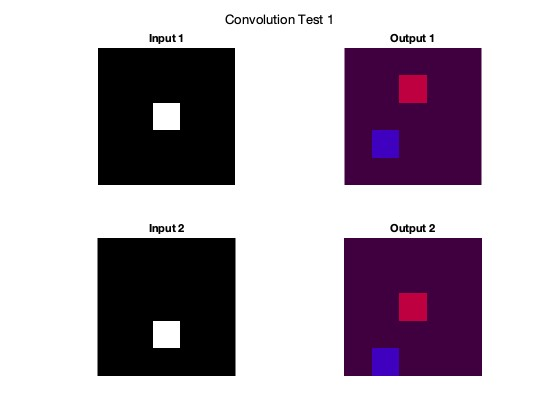 Convolution Test 1
Input 1
Output 1
Input 2
Output 2